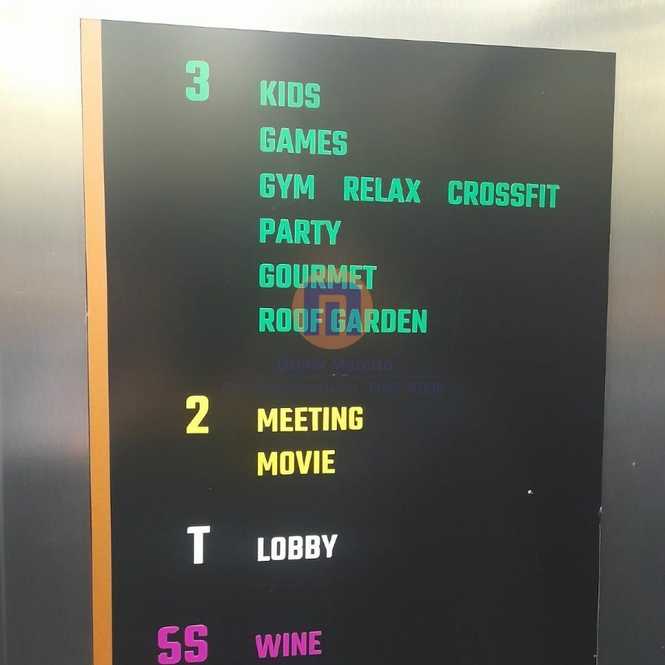 3 KIDS
GAMES
GYM RELAX CROSSFIT
PARTY
GOURMET
ROOF GARDEN
2 MEETING
MOVIE
T LOBBY
SS WINE